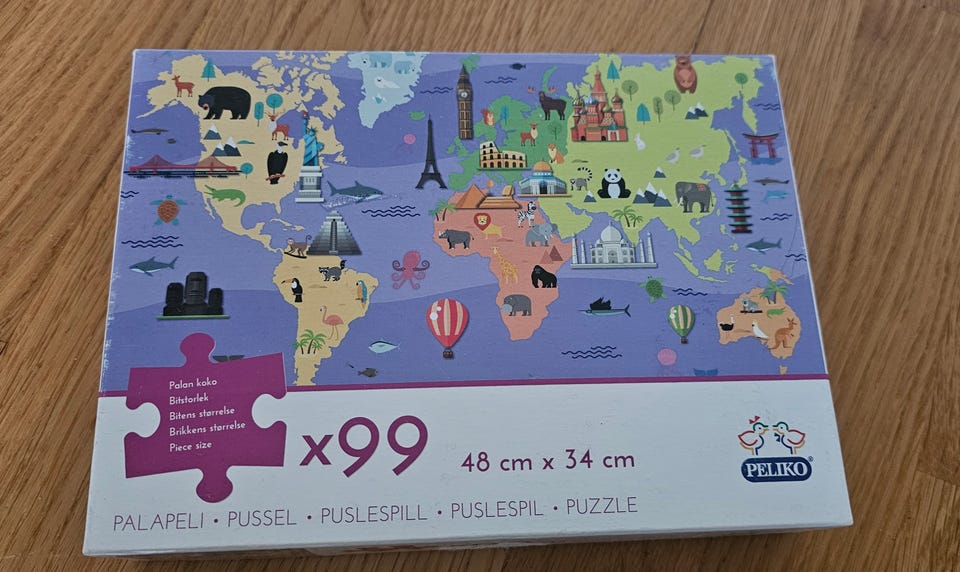 Palan koko
Bitstorlek
Bitens størrelse
Brikkens størrelse
Piece size
x99
48 cm x 34 cm
PELIKO®
PALAPELI • PUSSEL • PUSLESPILL • PUSLESPIL • PUZZLE